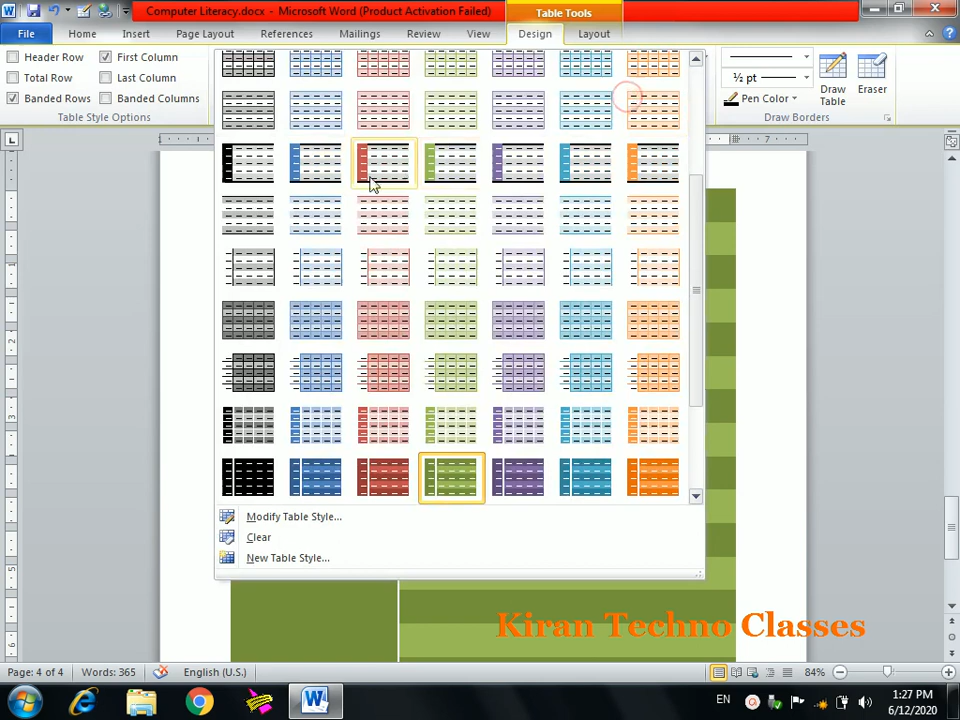 Computer Literacy.docx - Microsoft Word (Product Activation Failed)
Table Tools
File Home Insert Page Layout References Mailings Review View Design Layout
Header Row First Column
Total Row Last Column
Banded Rows Banded Columns
Table Style Options
½ pt
Pen Color
Draw Table
Eraser
Draw Borders
Modify Table Style...
Clear
New Table Style...
Kiran Techno Classes
Page: 4 of 4 Words: 365 English (U.S.) 84%
EN
1:27 PM
6/12/2020